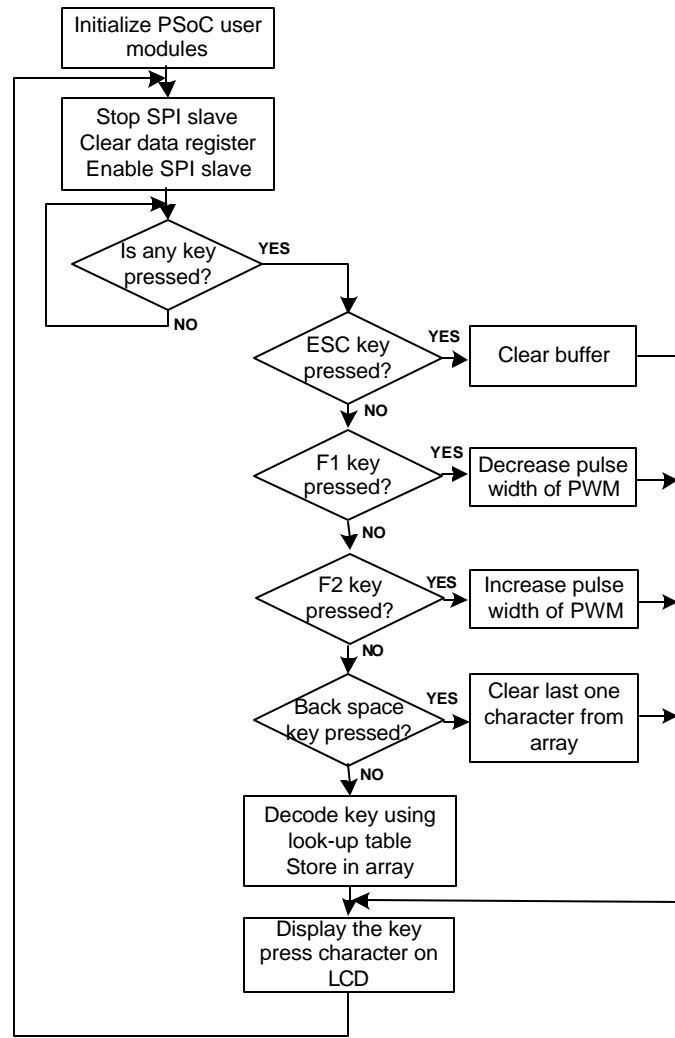 Initialize PSoC user
modules
Stop SPI slave
Clear data register
Enable SPI slave
Is any key
pressed?
YES
NO
ESC key
pressed?
YES
Clear buffer
NO
F1 key
pressed?
YES
Decrease pulse
width of PWM
NO
F2 key
pressed?
YES
Increase pulse
width of PWM
NO
Back space
key pressed?
YES
Clear last one
character from
array
NO
Decode key using
look-up table
Store in array
Display the key
press character on
LCD